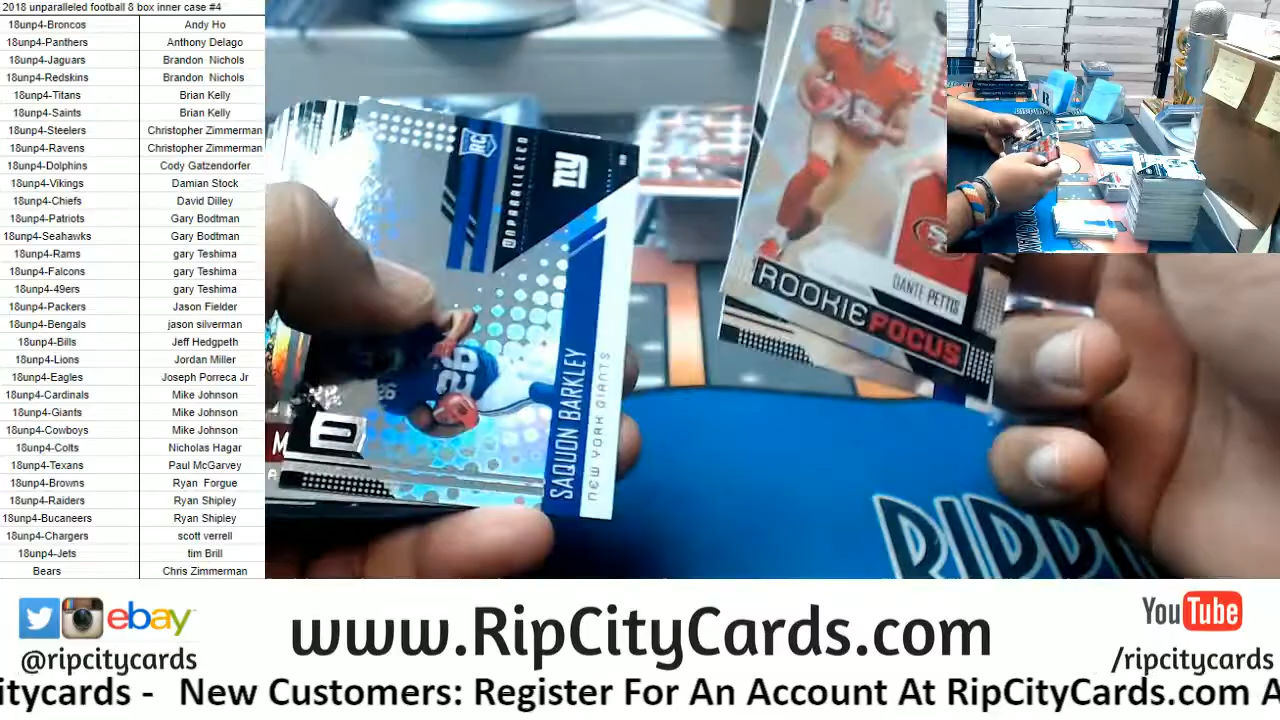 2018 unparalleled football 8 box inner case #4
18unp4-Broncos Andy Ho
18unp4-Panthers Anthony Delago
18unp4-Jaguars Brandon Nichols
18unp4-Redskins Brandon Nichols
18unp4-Titans Brian Kelly
18unp4-Saints Brian Kelly
18unp4-Steelers Christopher Zimmerman
18unp4-Ravens Christopher Zimmerman
18unp4-Dolphins Cody Gatzendorfer
18unp4-Vikings Damian Stock
18unp4-Chiefs David Dilley
18unp4-Patriots Gary Bodtman
18unp4-Seahawks Gary Bodtman
18unp4-Rams gary Teshima
18unp4-Falcons gary Teshima
18unp4-49ers gary Teshima
18unp4-Packers Jason Fielder
18unp4-Bengals jason silverman
18unp4-Bills Jeff Hedgpeth
18unp4-Lions Jordan Miller
18unp4-Eagles Joseph Porreca Jr
18unp4-Cardinals Mike Johnson
18unp4-Giants Mike Johnson
18unp4-Cowboys Mike Johnson
18unp4-Colts Nicholas Hagar
18unp4-Texans Paul McGarvey
18unp4-Browns Ryan Forgue
18unp4-Raiders Ryan Shipley
18unp4-Bucaneers Ryan Shipley
18unp4-Chargers scott verrell
18unp4-Jets tim Brill
Bears Chris Zimmerman
RC
UNPARALLELED
ny
RB
26
SAQUON BARKLEY
NEW YORK GIANTS
DANTE PETTIS
ROOKIE FOCUS
RIPPI
ebay
@ripcitycards
www.RipCityCards.com
YouTube
/ripcitycards
itycards - New Customers: Register For An Account At RipCityCards.com A